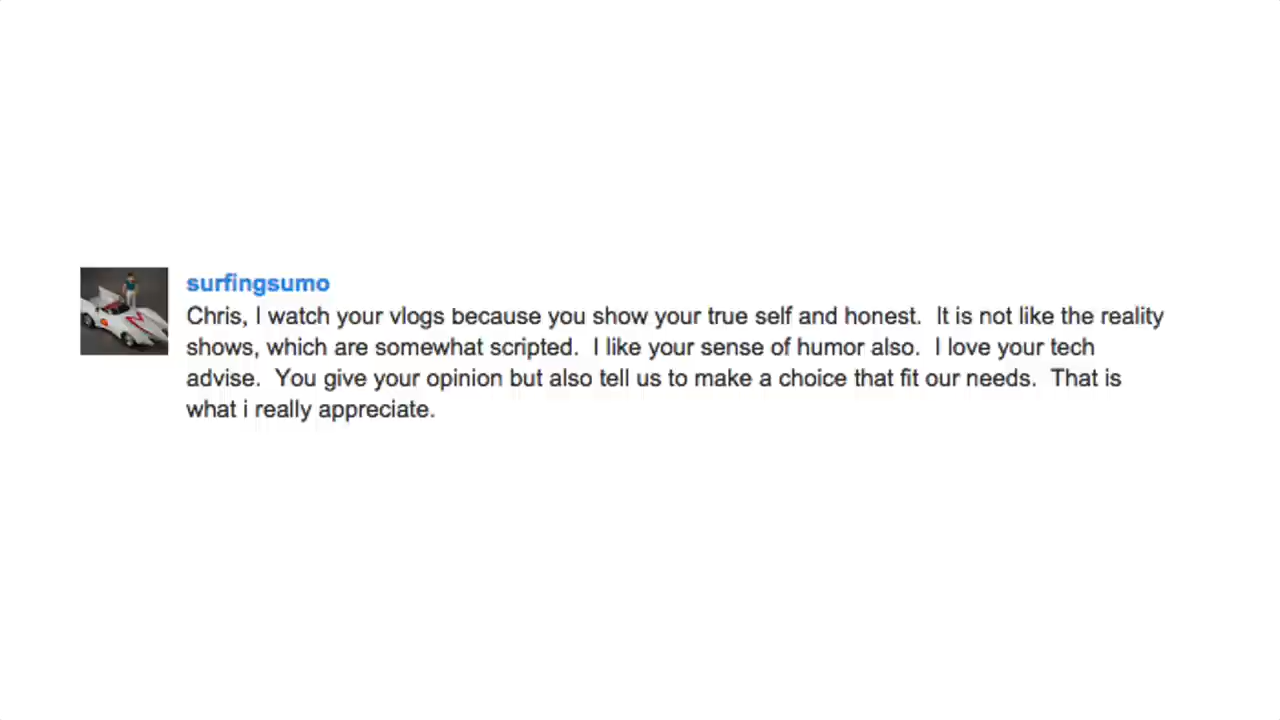 surfingsumo
Chris, I watch your vlogs because you show your true self and honest.  It is not like the reality
shows, which are somewhat scripted.  I like your sense of humor also.  I love your tech
advise.  You give your opinion but also tell us to make a choice that fit our needs.  That is
what i really appreciate.